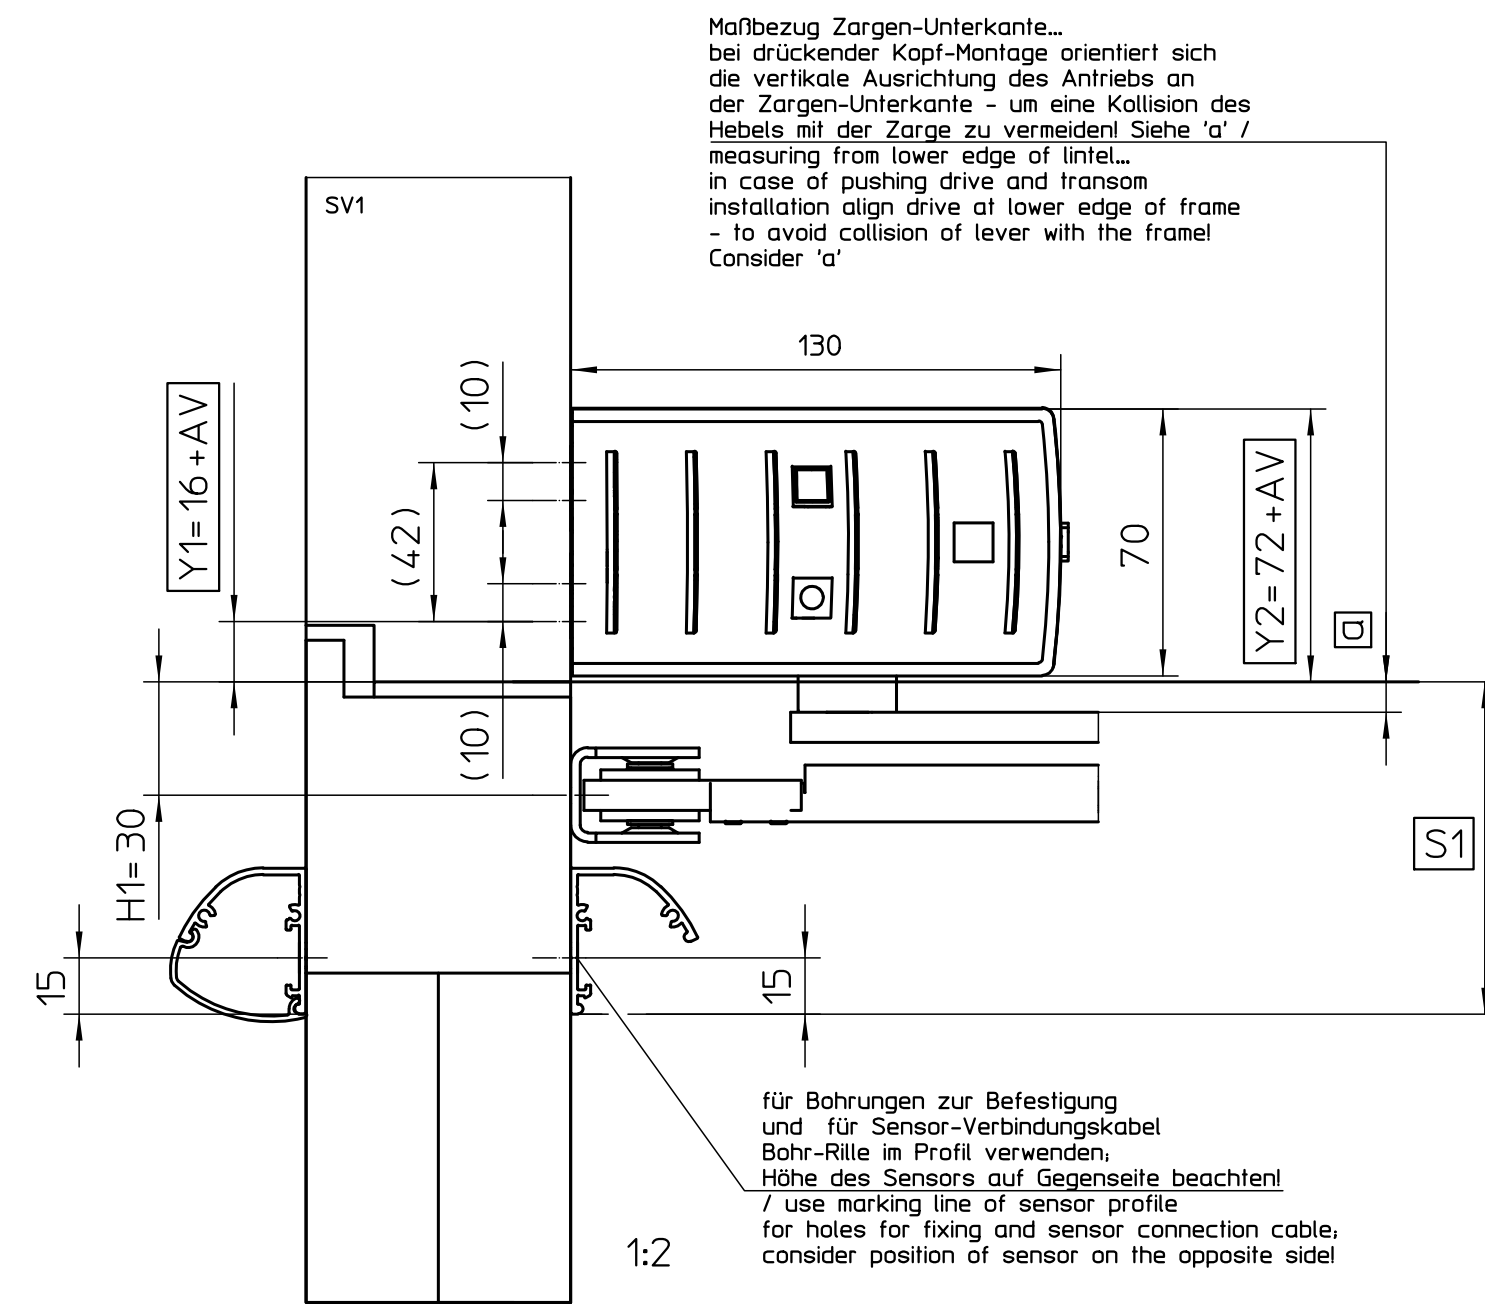 Maßbezug Zargen-Unterkante...
bei drückender Kopf-Montage orientiert sich
die vertikale Ausrichtung des Antriebs an
der Zargen-Unterkante - um eine Kollision des
Hebels mit der Zarge zu vermeiden! Siehe 'a' /
measuring from lower edge of lintel...
in case of pushing drive and transom
installation align drive at lower edge of frame
- to avoid collision of lever with the frame!
Consider 'a'
SV1
130
(10)
Y1=16+AV
(42)
70
Y2=72+AV
a
(10)
H1=30
S1
15
15
für Bohrungen zur Befestigung
und für Sensor-Verbindungskabel
Bohr-Rille im Profil verwenden;
Höhe des Sensors auf Gegenseite beachten!
/ use marking line of sensor profile
for holes for fixing and sensor connection cable;
consider position of sensor on the opposite side!
1:2